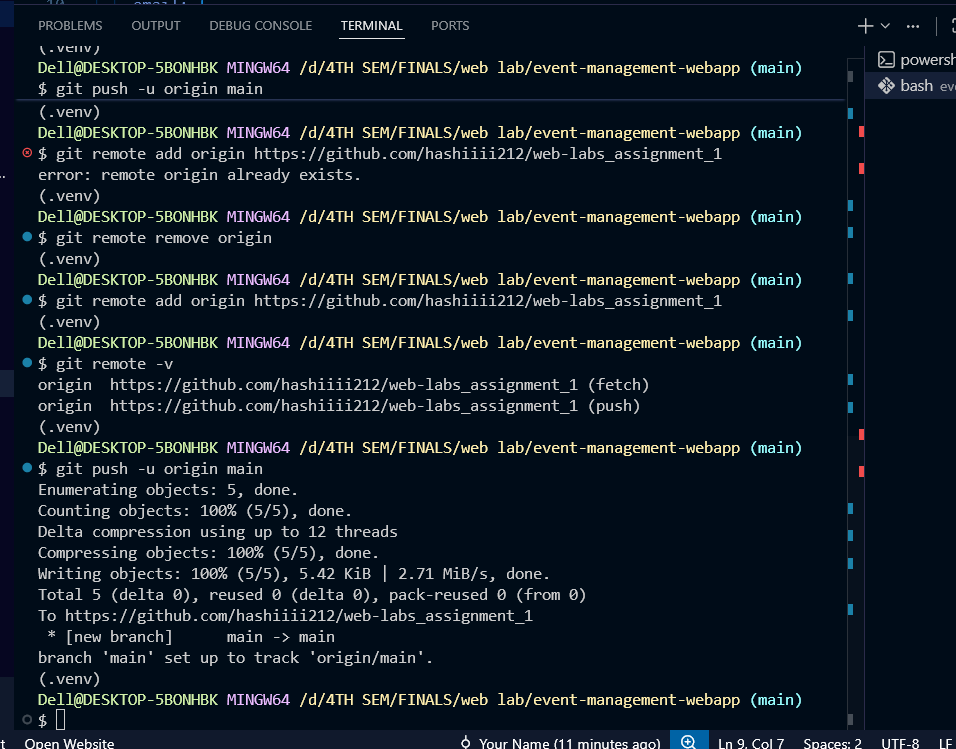 PROBLEMS OUTPUT DEBUG CONSOLE TERMINAL PORTS
(.venv)
Dell@DESKTOP-5BONHBK MINGW64 /d/4TH SEM/FINALS/web lab/event-management-webapp (main)
$ git push -u origin main
(.venv)
Dell@DESKTOP-5BONHBK MINGW64 /d/4TH SEM/FINALS/web lab/event-management-webapp (main)
$ git remote add origin https://github.com/hashiiii212/web-labs_assignment_1
error: remote origin already exists.
(.venv)
Dell@DESKTOP-5BONHBK MINGW64 /d/4TH SEM/FINALS/web lab/event-management-webapp (main)
$ git remote remove origin
(.venv)
Dell@DESKTOP-5BONHBK MINGW64 /d/4TH SEM/FINALS/web lab/event-management-webapp (main)
$ git remote add origin https://github.com/hashiiii212/web-labs_assignment_1
(.venv)
Dell@DESKTOP-5BONHBK MINGW64 /d/4TH SEM/FINALS/web lab/event-management-webapp (main)
$ git remote -v
origin  https://github.com/hashiiii212/web-labs_assignment_1 (fetch)
origin  https://github.com/hashiiii212/web-labs_assignment_1 (push)
(.venv)
Dell@DESKTOP-5BONHBK MINGW64 /d/4TH SEM/FINALS/web lab/event-management-webapp (main)
$ git push -u origin main
Enumerating objects: 5, done.
Counting objects: 100% (5/5), done.
Delta compression using up to 12 threads
Compressing objects: 100% (5/5), done.
Writing objects: 100% (5/5), 5.42 KiB | 2.71 MiB/s, done.
Total 5 (delta 0), reused 0 (delta 0), pack-reused 0 (from 0)
To https://github.com/hashiiii212/web-labs_assignment_1
 * [new branch]      main -> main
branch 'main' set up to track 'origin/main'.
(.venv)
Dell@DESKTOP-5BONHBK MINGW64 /d/4TH SEM/FINALS/web lab/event-management-webapp (main)
$
powersh
bash eve
Open Website Your Name (11 minutes ago) Ln 9, Col 7 Spaces: 2 UTF-8 LF